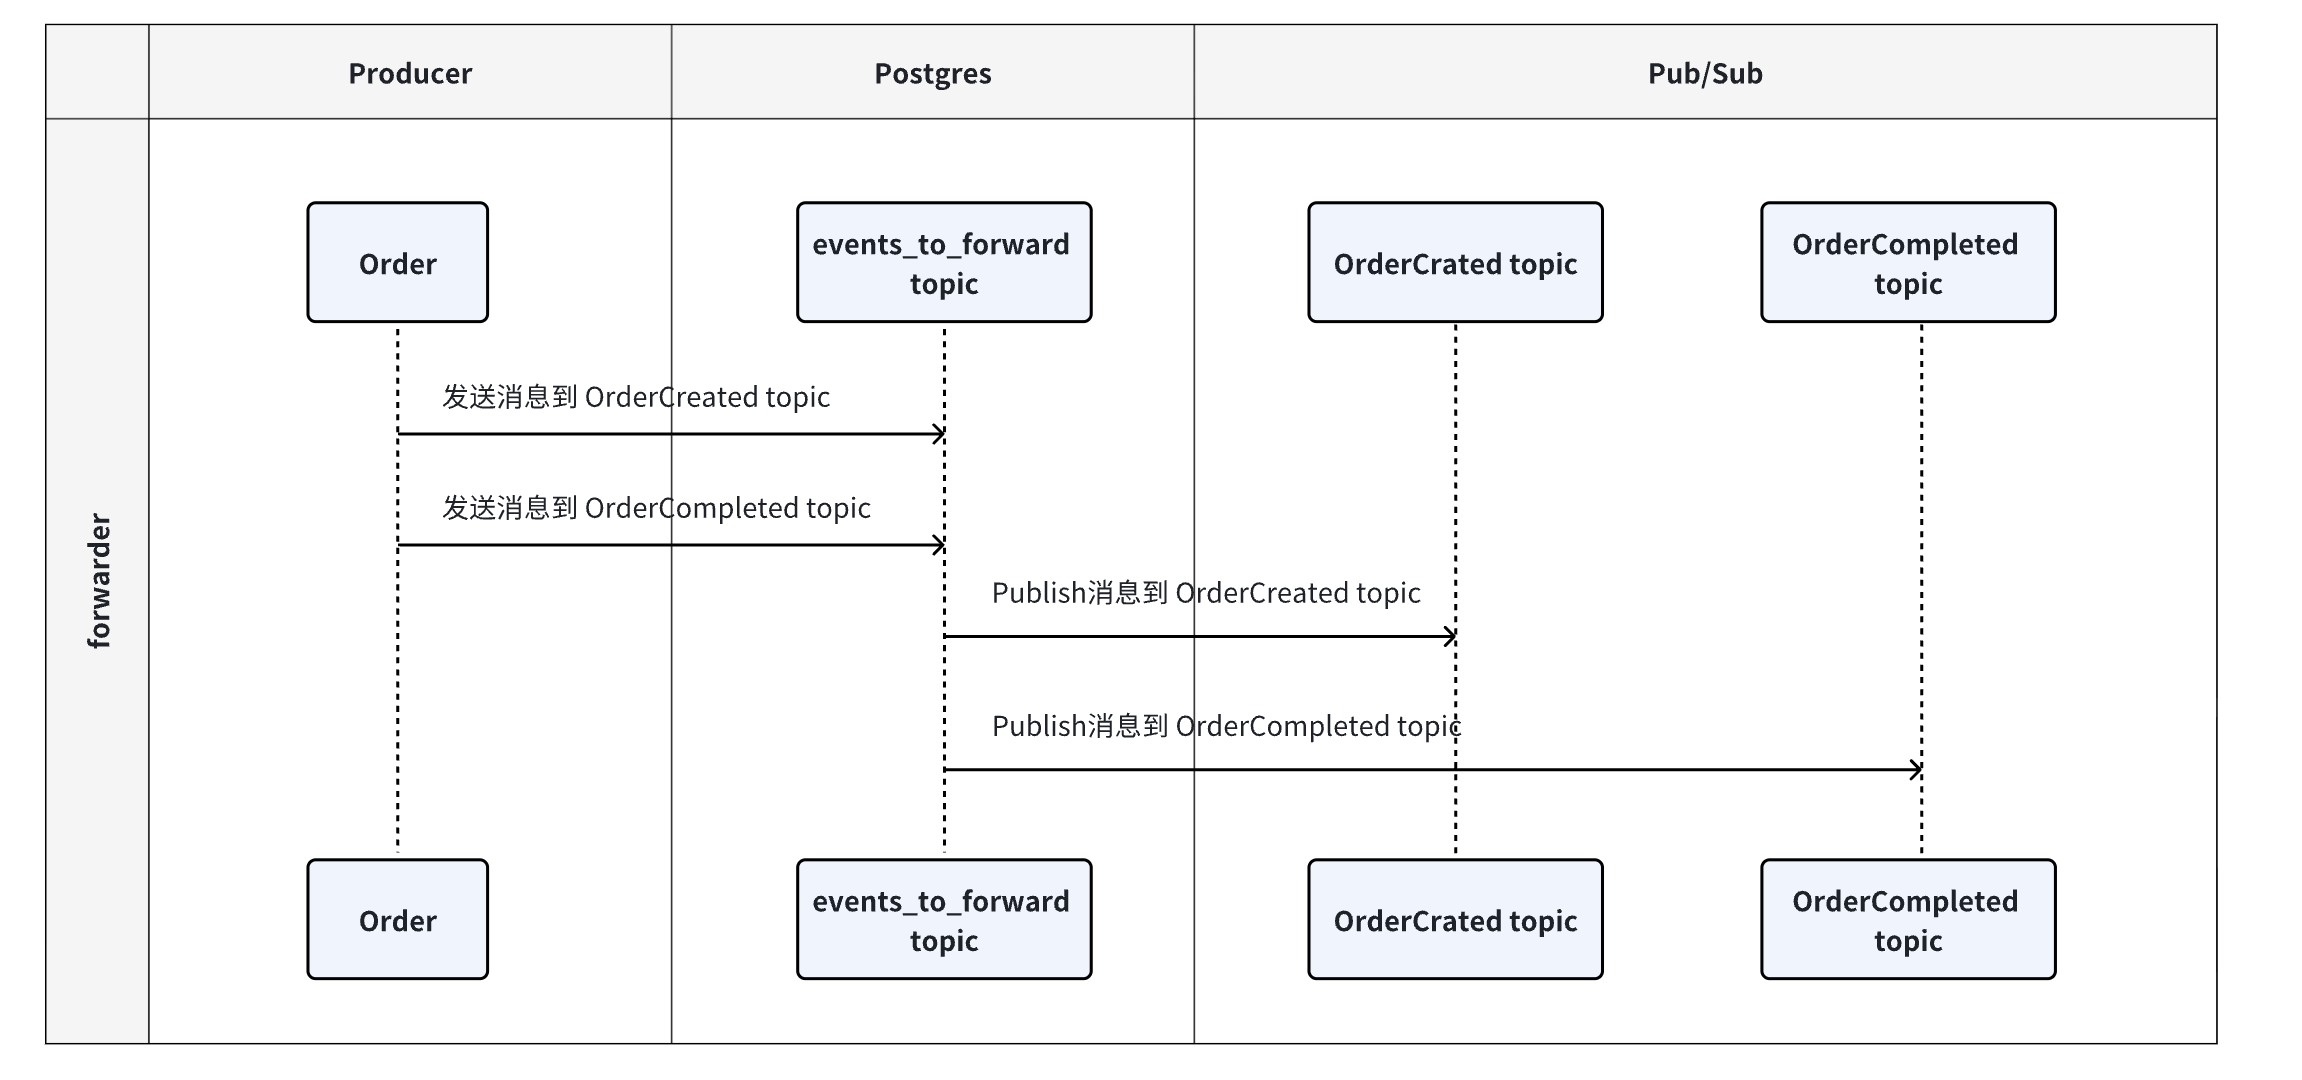 Producer
Postgres
Pub/Sub
forwarder
Order
events_to_forward
topic
OrderCrated topic
OrderCompleted
topic
发送消息到 OrderCreated topic
发送消息到 OrderCompleted topic
Publish消息到 OrderCreated topic
Publish消息到 OrderCompleted topic
Order
events_to_forward
topic
OrderCrated topic
OrderCompleted
topic